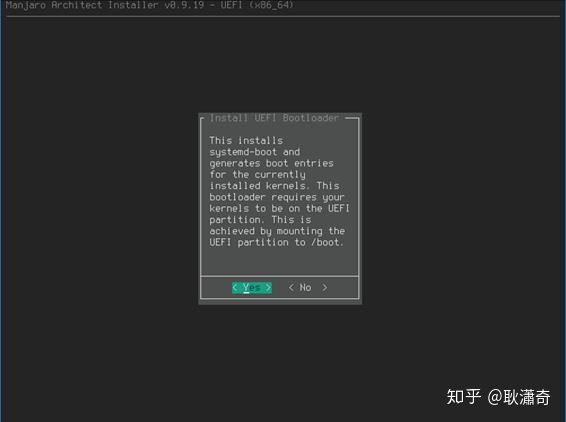 Manjaro Architect Installer v0.9.19 - UEFI (x86_64)
Install UEFI Bootloader
This installs
systemd-boot and
generates boot entries
for the currently
installed kernels. This
bootloader requires your
kernels to be on the UEFI
partition. This is
achieved by mounting the
UEFI partition to /boot.
< Yes > < No >
知乎 @耿瀟奇